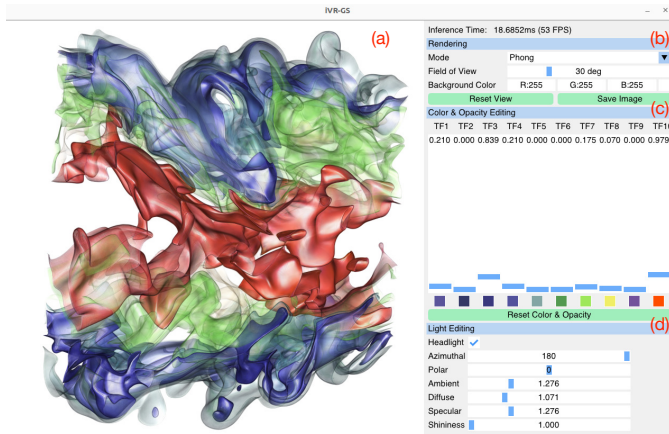 iVR-GS
(a)
Inference Time: 18.6852ms (53 FPS)
(b)
Rendering
Mode Phong
Field of View 30 deg
Background Color R:255 G:255 B:255
Reset View Save Image
(c)
Color & Opacity Editing
TF1 TF2 TF3 TF4 TF5 TF6 TF7 TF8 TF9 TF10
0.210 0.000 0.839 0.210 0.000 0.000 0.175 0.070 0.000 0.979
Reset Color & Opacity
(d)
Light Editing
Headlight
Azimuthal 180
Polar 0
Ambient 1.276
Diffuse 1.071
Specular 1.276
Shininess 1.000